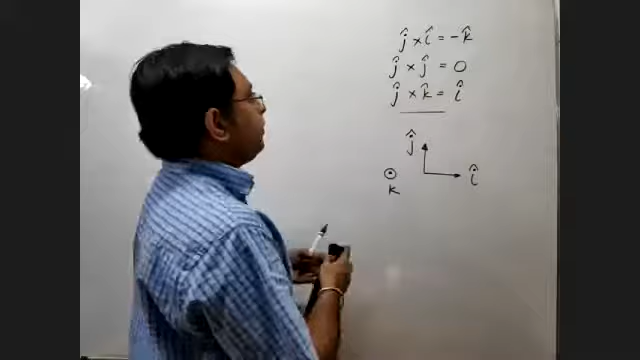 ĵ × î = -k̂
ĵ × ĵ = 0
ĵ × k̂ = î
ĵ
î
k